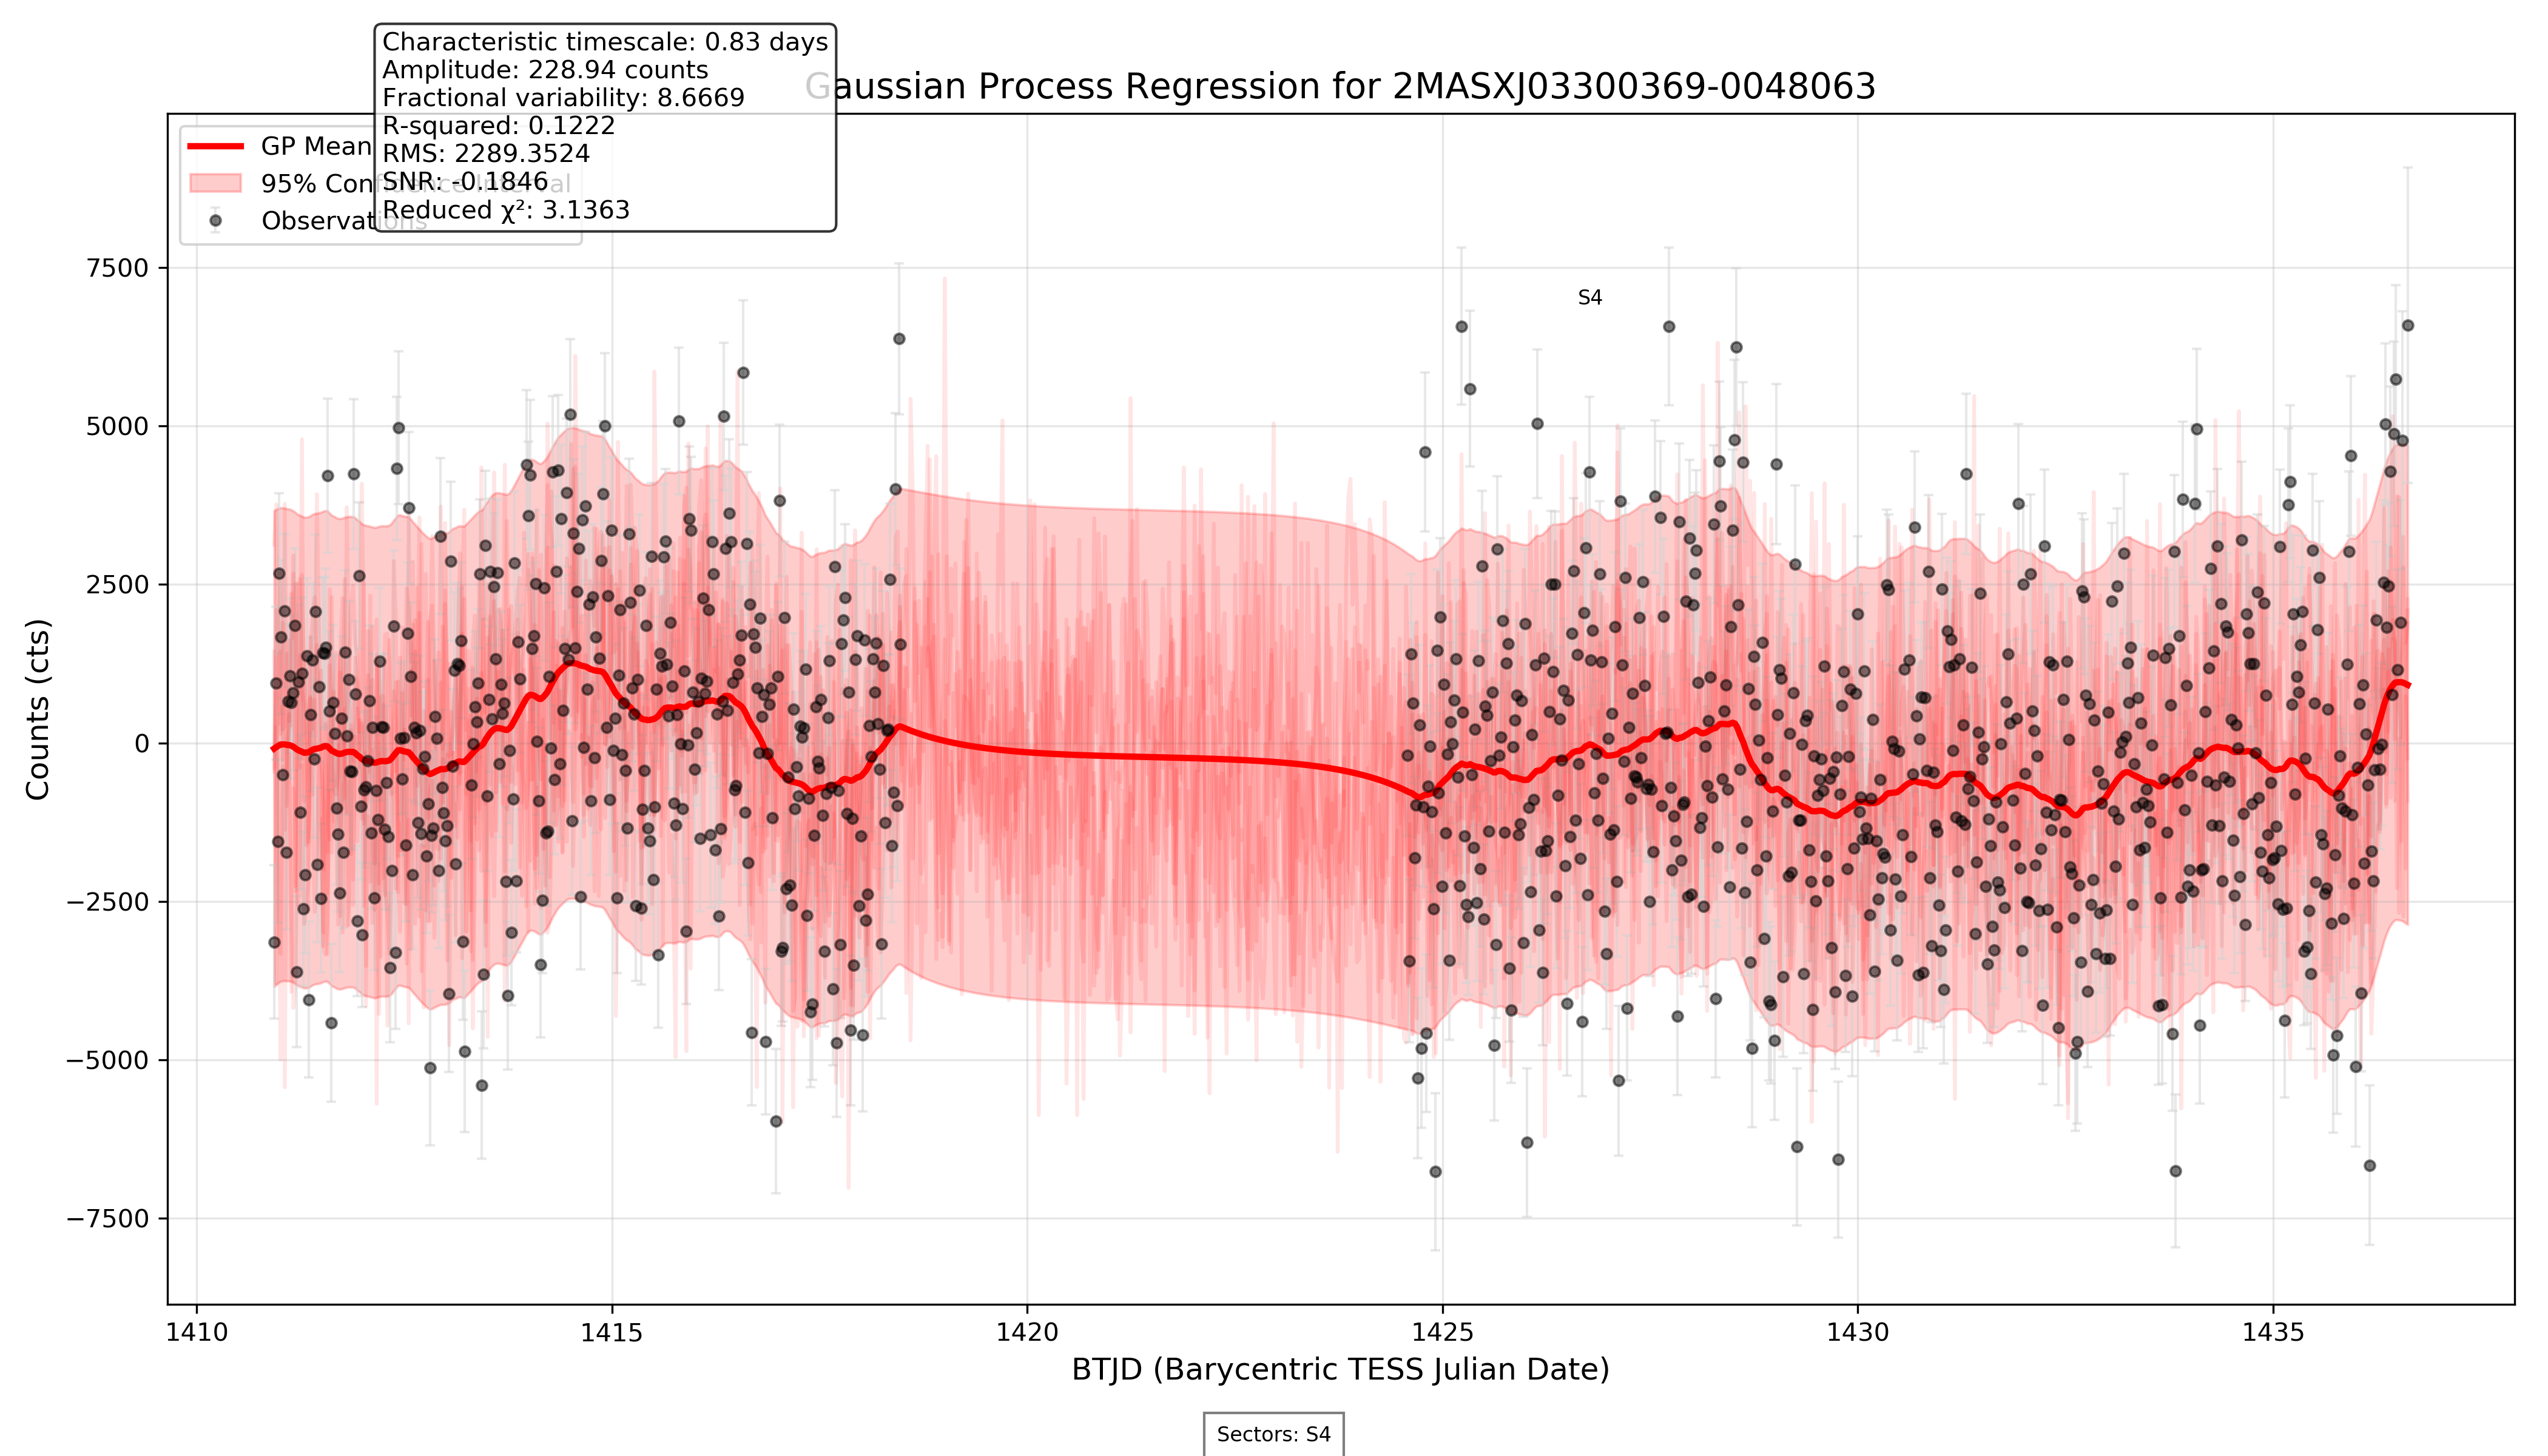 Characteristic timescale: 0.83 days
Amplitude: 228.94 counts
Fractional variability: 8.6669
R-squared: 0.1222
RMS: 2289.3524
SNR: -0.1846
Reduced χ²: 3.1363
Gaussian Process Regression for 2MASXJ03300369-0048063
GP Mean
95% Confidence Interval
Observations
S4
Counts (cts)
7500
5000
2500
0
−2500
−5000
−7500
1410 1415 1420 1425 1430 1435
BTJD (Barycentric TESS Julian Date)
Sectors: S4